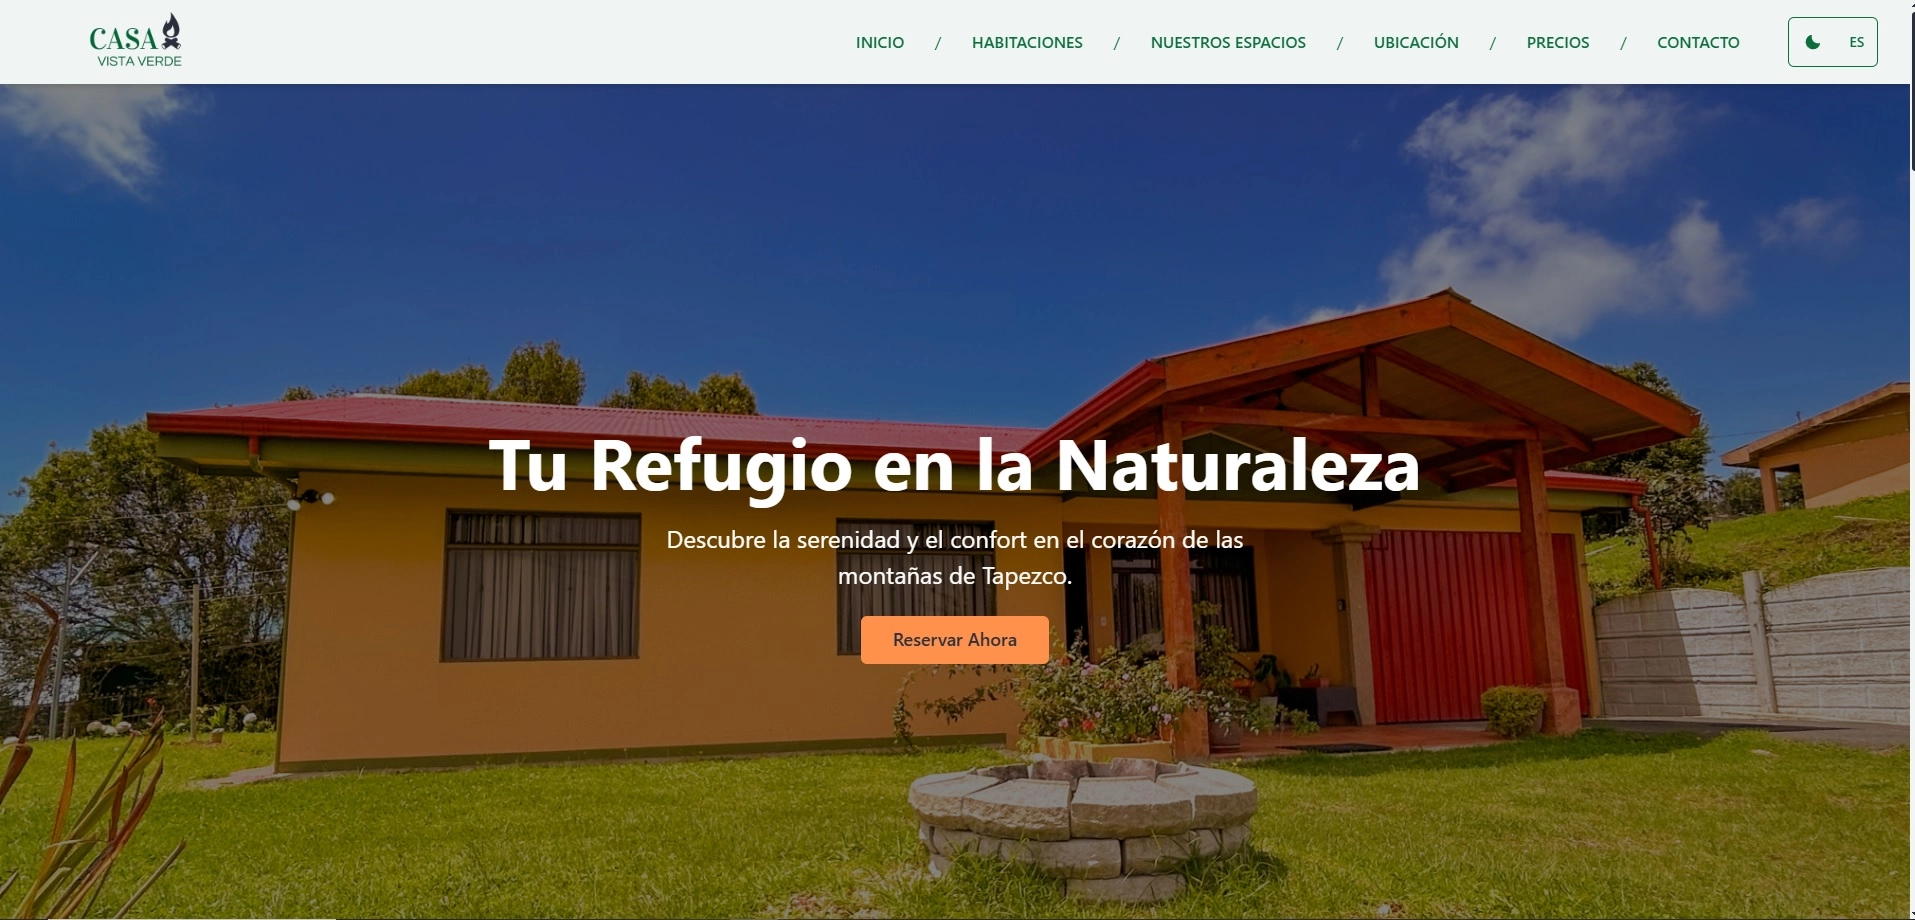 CASA
VISTA VERDE
INICIO / HABITACIONES / NUESTROS ESPACIOS / UBICACIÓN / PRECIOS / CONTACTO
ES
Tu Refugio en la Naturaleza
Descubre la serenidad y el confort en el corazón de las
montañas de Tapezco.
Reservar Ahora